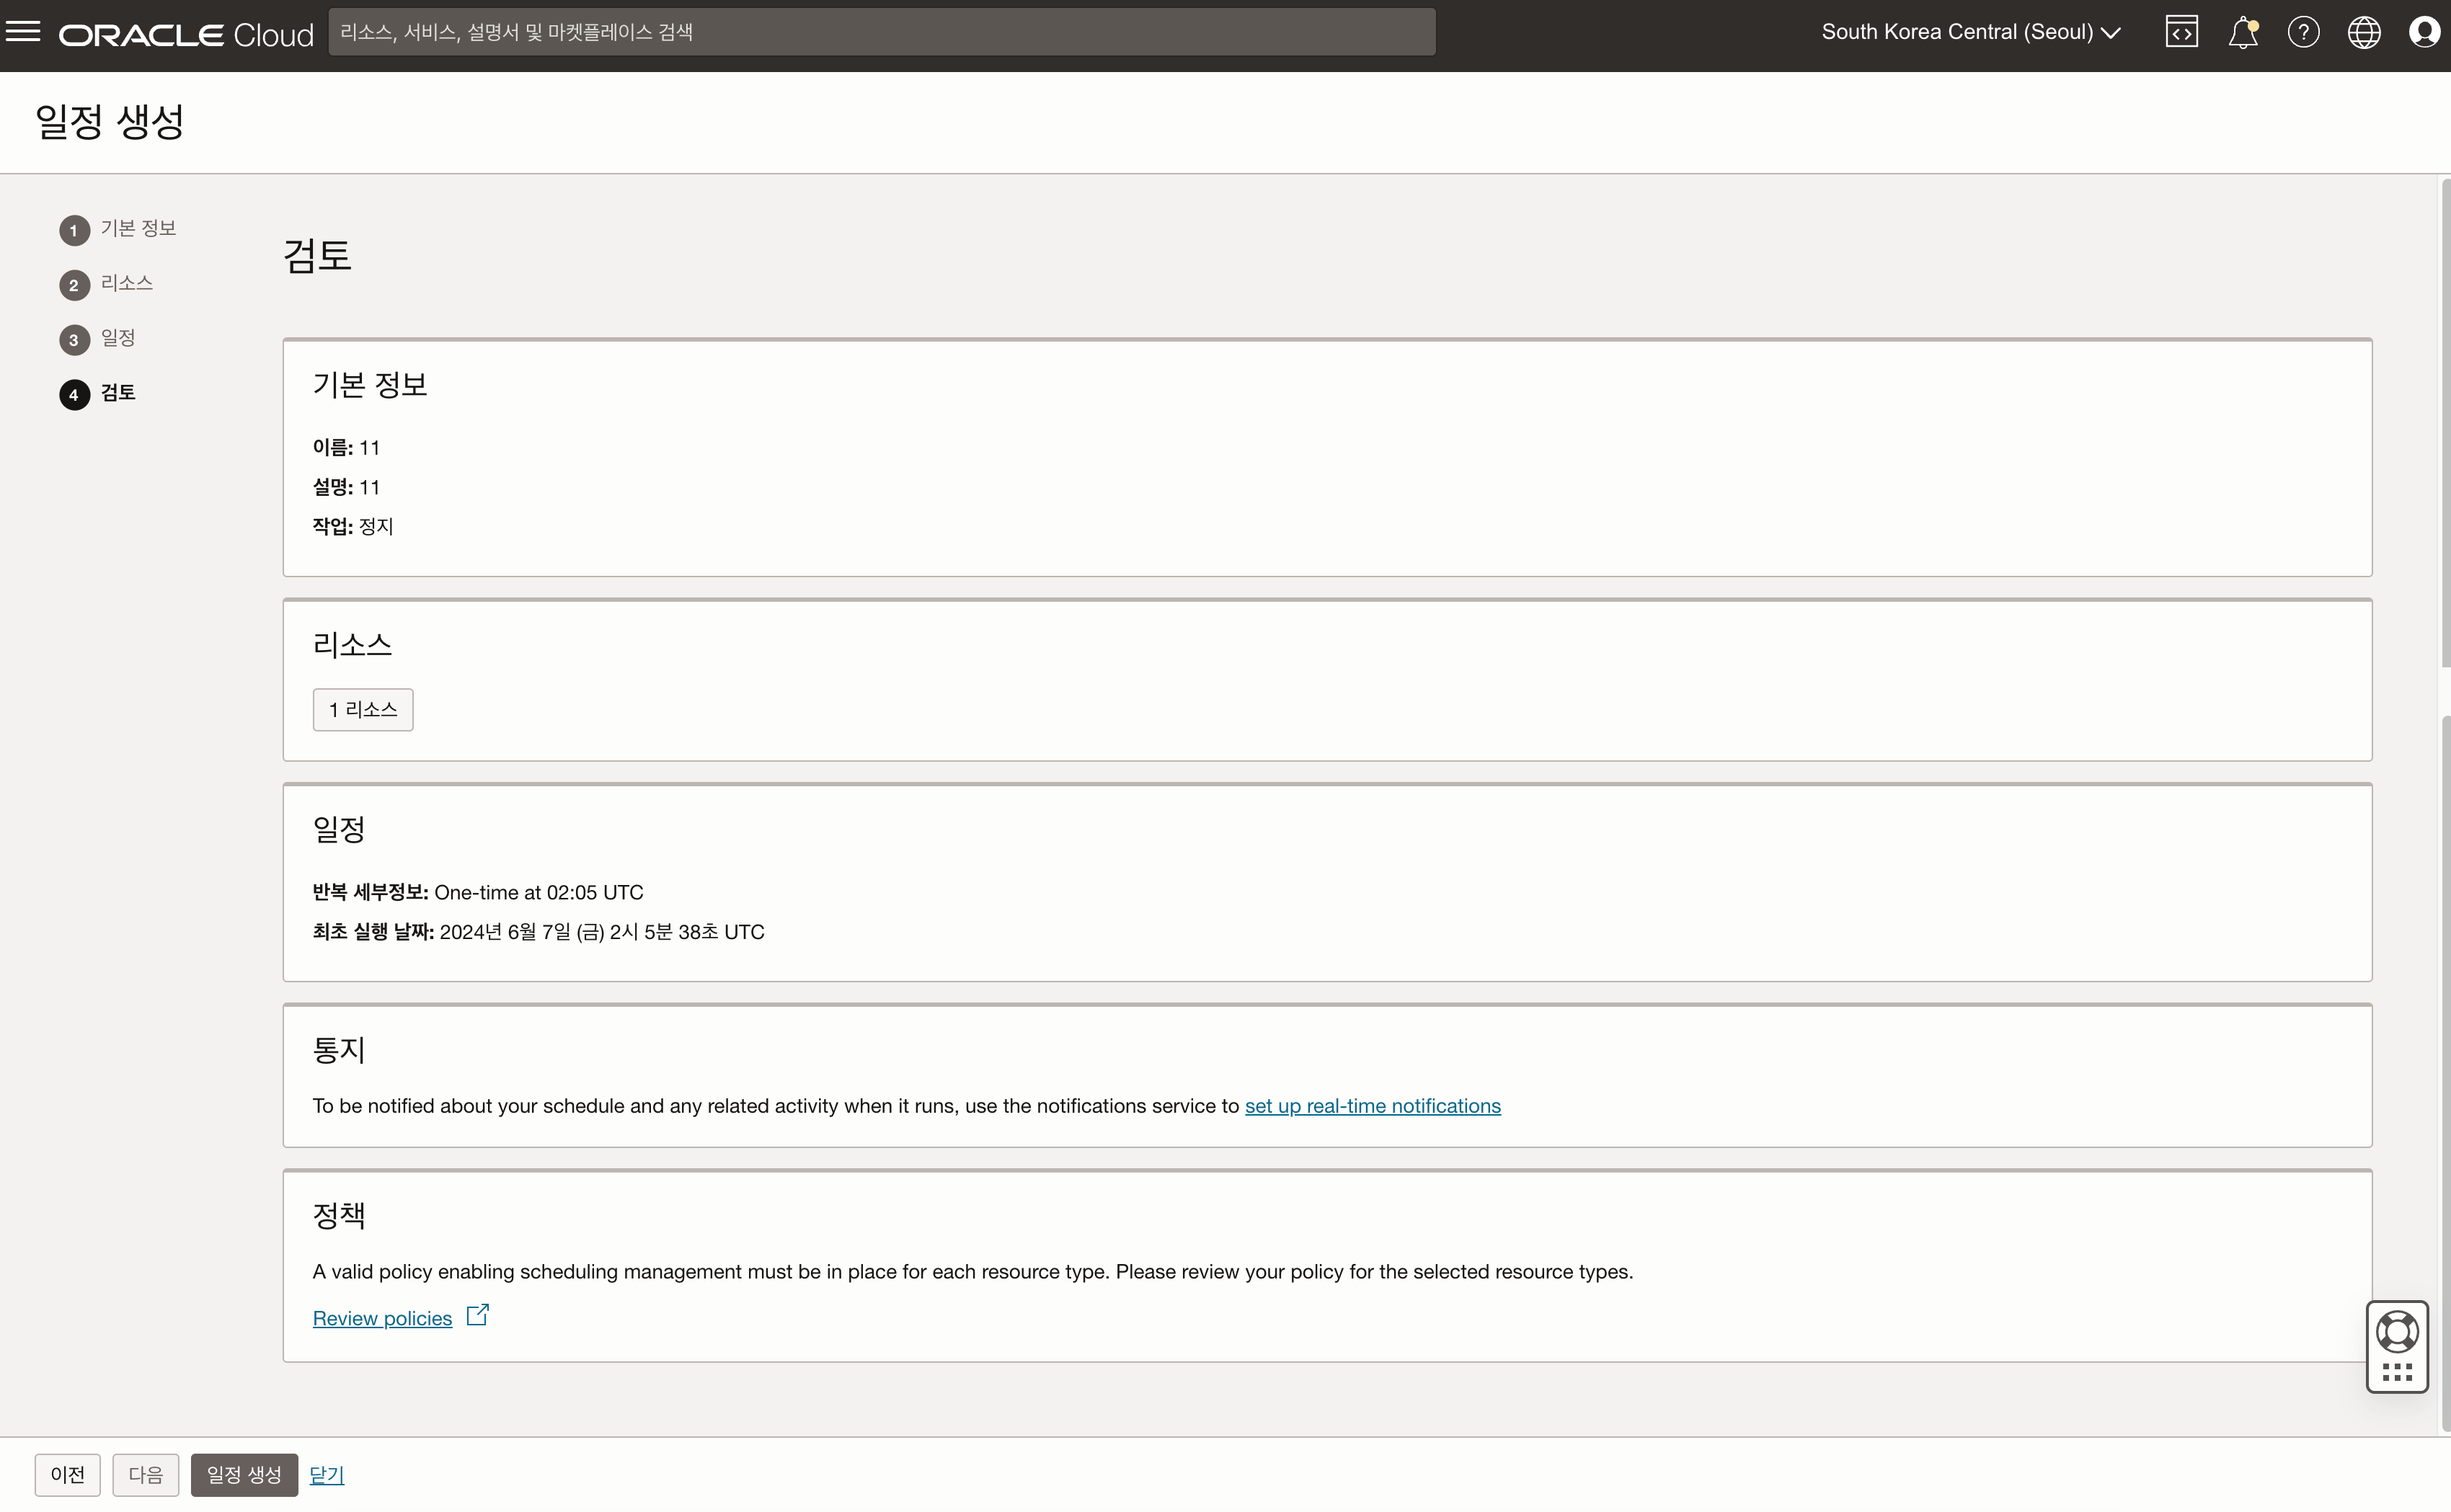 ORACLE Cloud
리소스, 서비스, 설명서 및 마켓플레이스 검색
South Korea Central (Seoul)
일정 생성
1 기본 정보
2 리소스
3 일정
4 검토
검토
기본 정보
이름: 11
설명: 11
작업: 정지
리소스
1 리소스
일정
반복 세부정보: One-time at 02:05 UTC
최초 실행 날짜: 2024년 6월 7일 (금) 2시 5분 38초 UTC
통지
To be notified about your schedule and any related activity when it runs, use the notifications service to set up real-time notifications
정책
A valid policy enabling scheduling management must be in place for each resource type. Please review your policy for the selected resource types.
Review policies
이전 다음 일정 생성 닫기